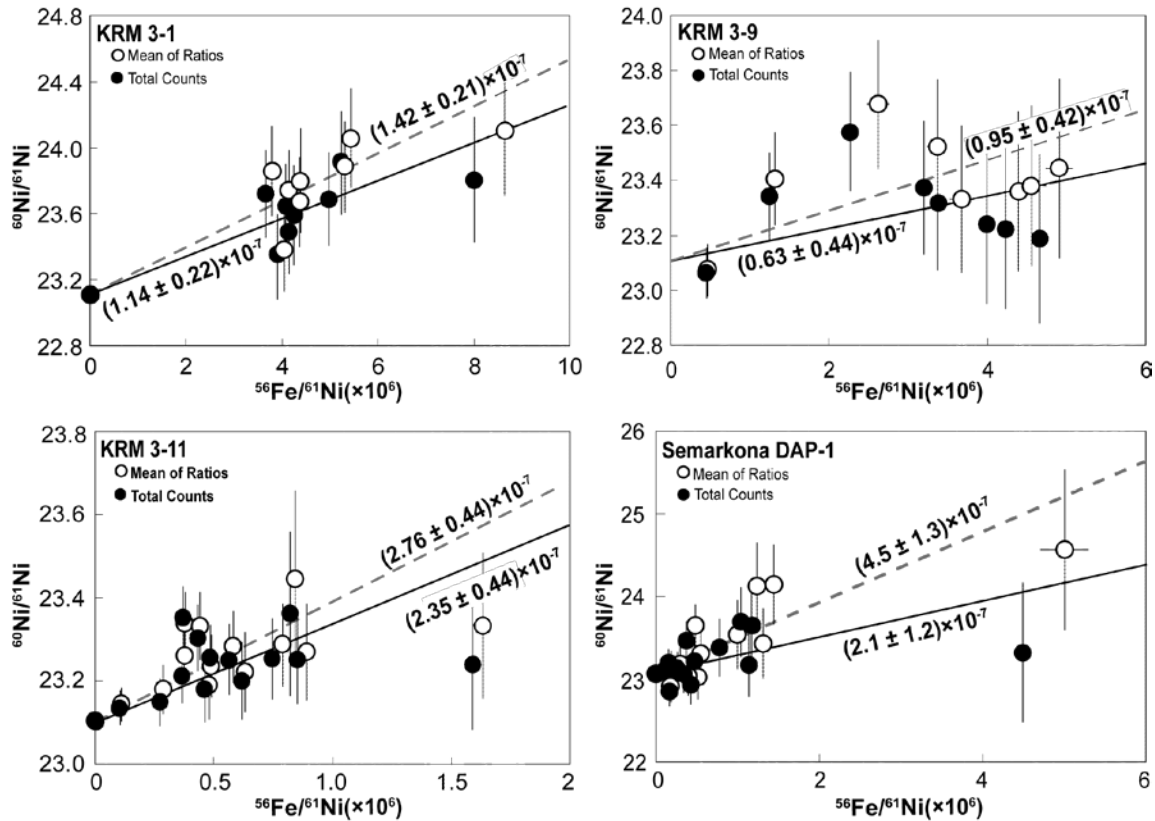 KRM 3-1
Mean of Ratios
Total Counts
(1.42 ± 0.21)×10⁻⁷
(1.14 ± 0.22)×10⁻⁷
⁶⁰Ni/⁶¹Ni
24.8
24.4
24.0
23.6
23.2
22.8
0
2
4
6
8
10
⁵⁶Fe/⁶¹Ni(×10⁶)
KRM 3-9
Mean of Ratios
Total Counts
(0.95 ± 0.42)×10⁻⁷
(0.63 ± 0.44)×10⁻⁷
⁶⁰Ni/⁶¹Ni
24.0
23.8
23.6
23.4
23.2
23.0
22.8
0
2
4
6
⁵⁶Fe/⁶¹Ni(×10⁶)
KRM 3-11
Mean of Ratios
Total Counts
(2.76 ± 0.44)×10⁻⁷
(2.35 ± 0.44)×10⁻⁷
⁶⁰Ni/⁶¹Ni
23.8
23.6
23.4
23.2
23.0
0
0.5
1
1.5
2
⁵⁶Fe/⁶¹Ni(×10⁶)
Semarkona DAP-1
Mean of Ratios
Total Counts
(4.5 ± 1.3)×10⁻⁷
(2.1 ± 1.2)×10⁻⁷
⁶⁰Ni/⁶¹Ni
26
25
24
23
22
0
2
4
6
⁵⁶Fe/⁶¹Ni(×10⁶)